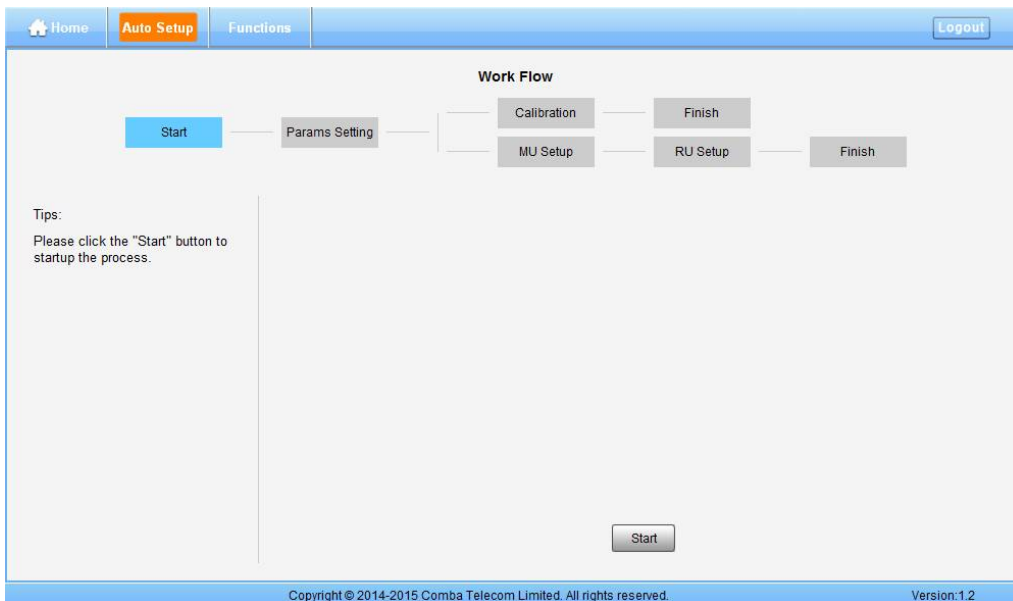 Home Auto Setup Functions Logout
Work Flow
Calibration Finish
Start Params Setting
MU Setup RU Setup Finish
Tips:
Please click the "Start" button to
startup the process.
Start
Copyright © 2014-2015 Comba Telecom Limited. All rights reserved. Version:1.2